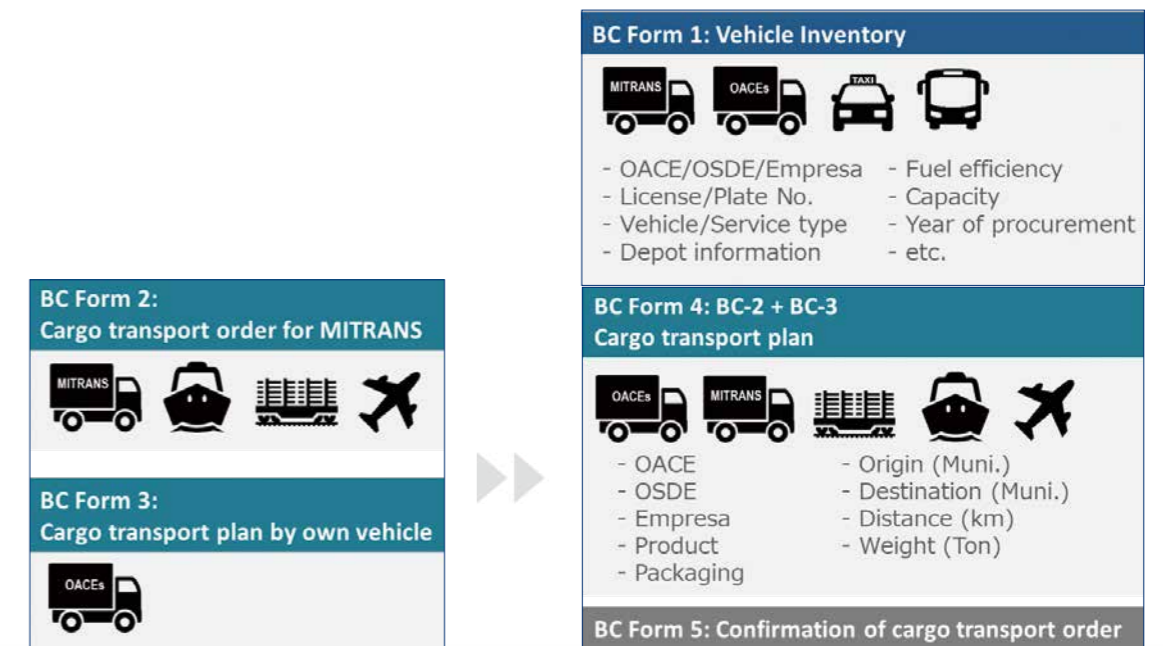 BC Form 1: Vehicle Inventory
MITRANS
OACEs
TAXI
- OACE/OSDE/Empresa
- License/Plate No.
- Vehicle/Service type
- Depot information
- Fuel efficiency
- Capacity
- Year of procurement
- etc.
BC Form 2:
Cargo transport order for MITRANS
MITRANS
BC Form 3:
Cargo transport plan by own vehicle
OACEs
BC Form 4: BC-2 + BC-3
Cargo transport plan
OACEs
MITRANS
- OACE
- OSDE
- Empresa
- Product
- Packaging
- Origin (Muni.)
- Destination (Muni.)
- Distance (km)
- Weight (Ton)
BC Form 5: Confirmation of cargo transport order